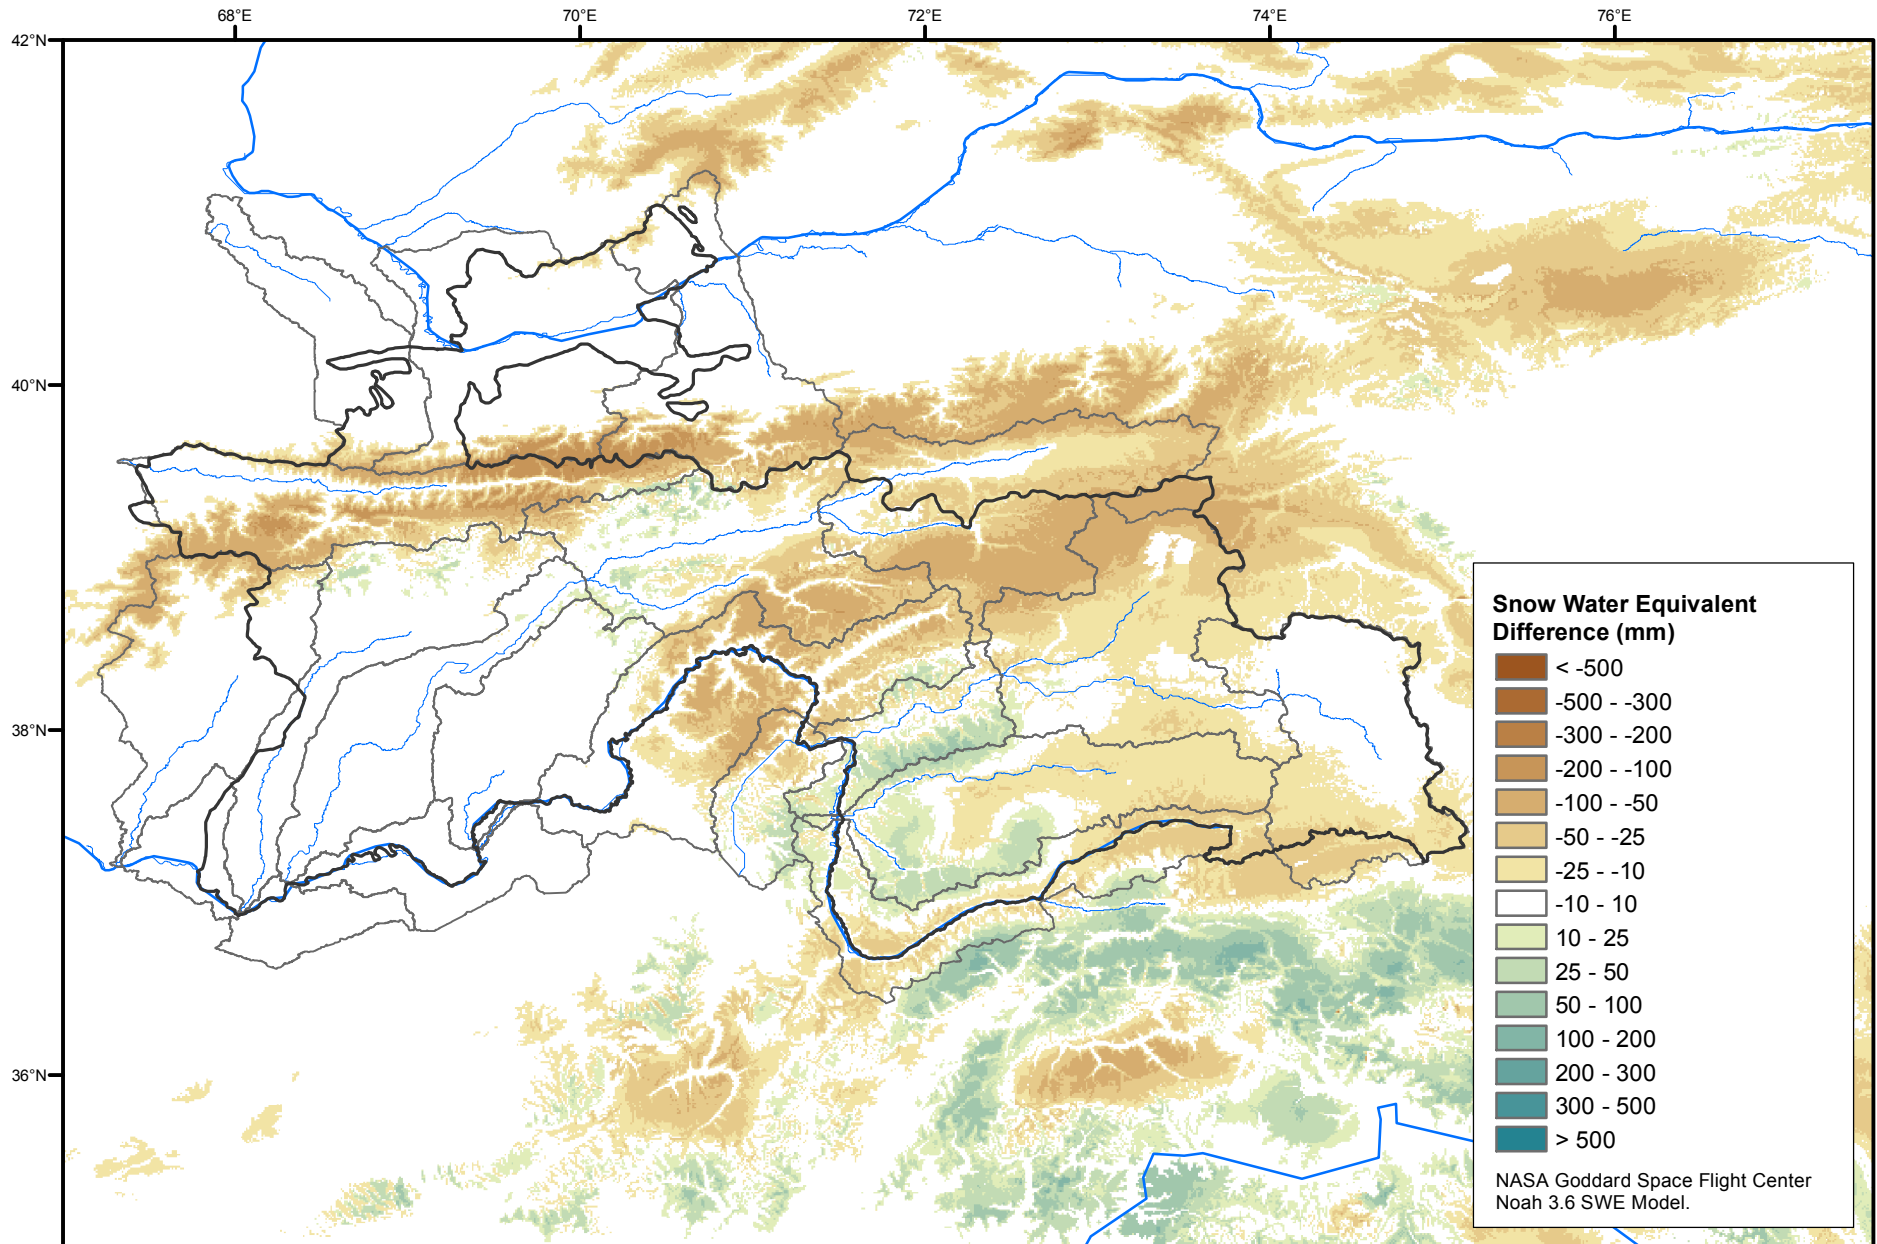 68°E
70°E
72°E
74°E
76°E
42°N
40°N
38°N
36°N
Snow Water Equivalent
Difference (mm)
< -500
-500 - -300
-300 - -200
-200 - -100
-100 - -50
-50 - -25
-25 - -10
-10 - 10
10 - 25
25 - 50
50 - 100
100 - 200
200 - 300
300 - 500
> 500
NASA Goddard Space Flight Center
Noah 3.6 SWE Model.